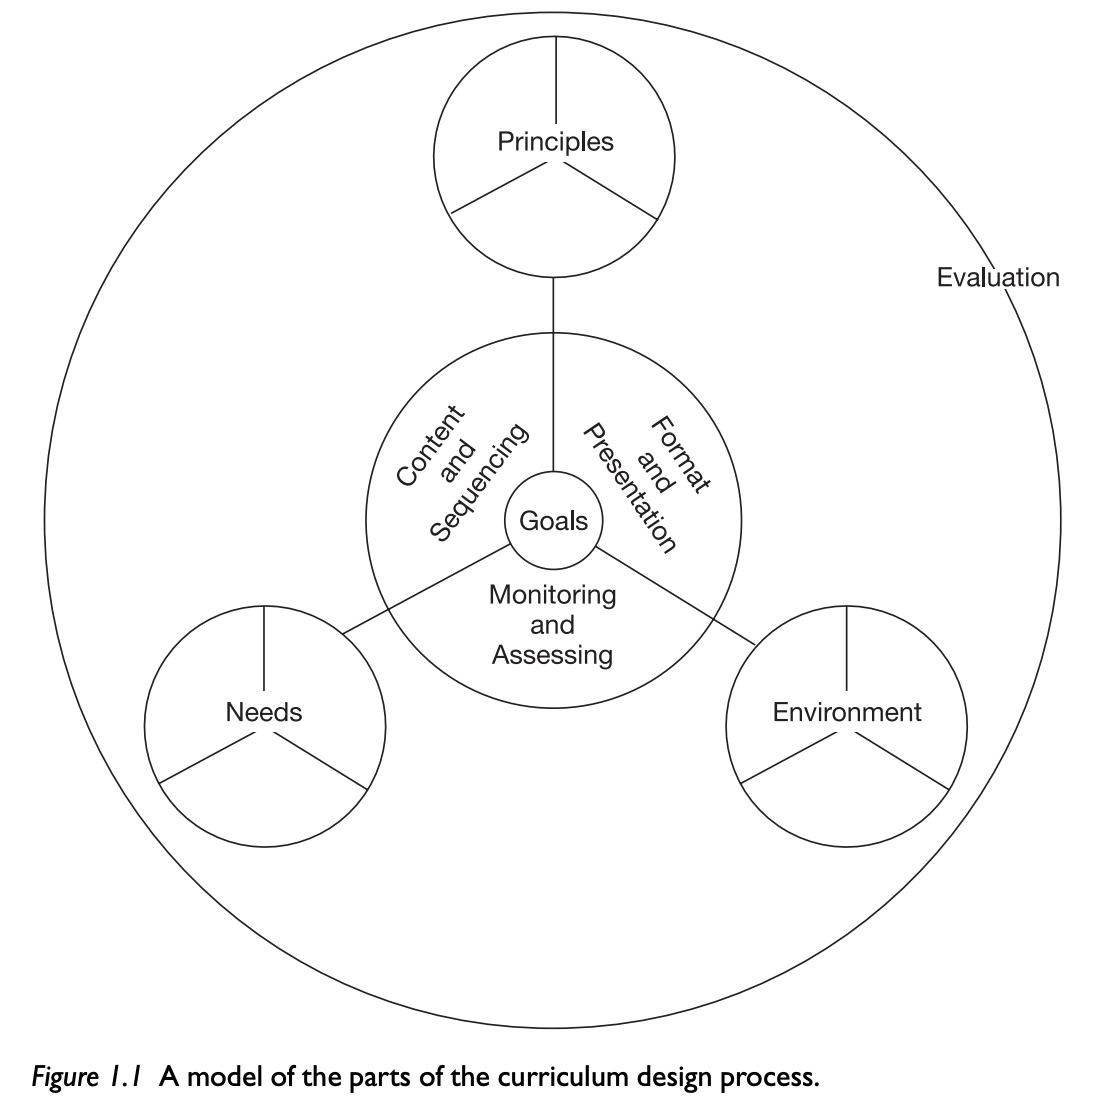 Principles
Evaluation
Content
and
Sequencing
Format
and
Presentation
Goals
Monitoring
and
Assessing
Needs
Environment
Figure 1.1 A model of the parts of the curriculum design process.